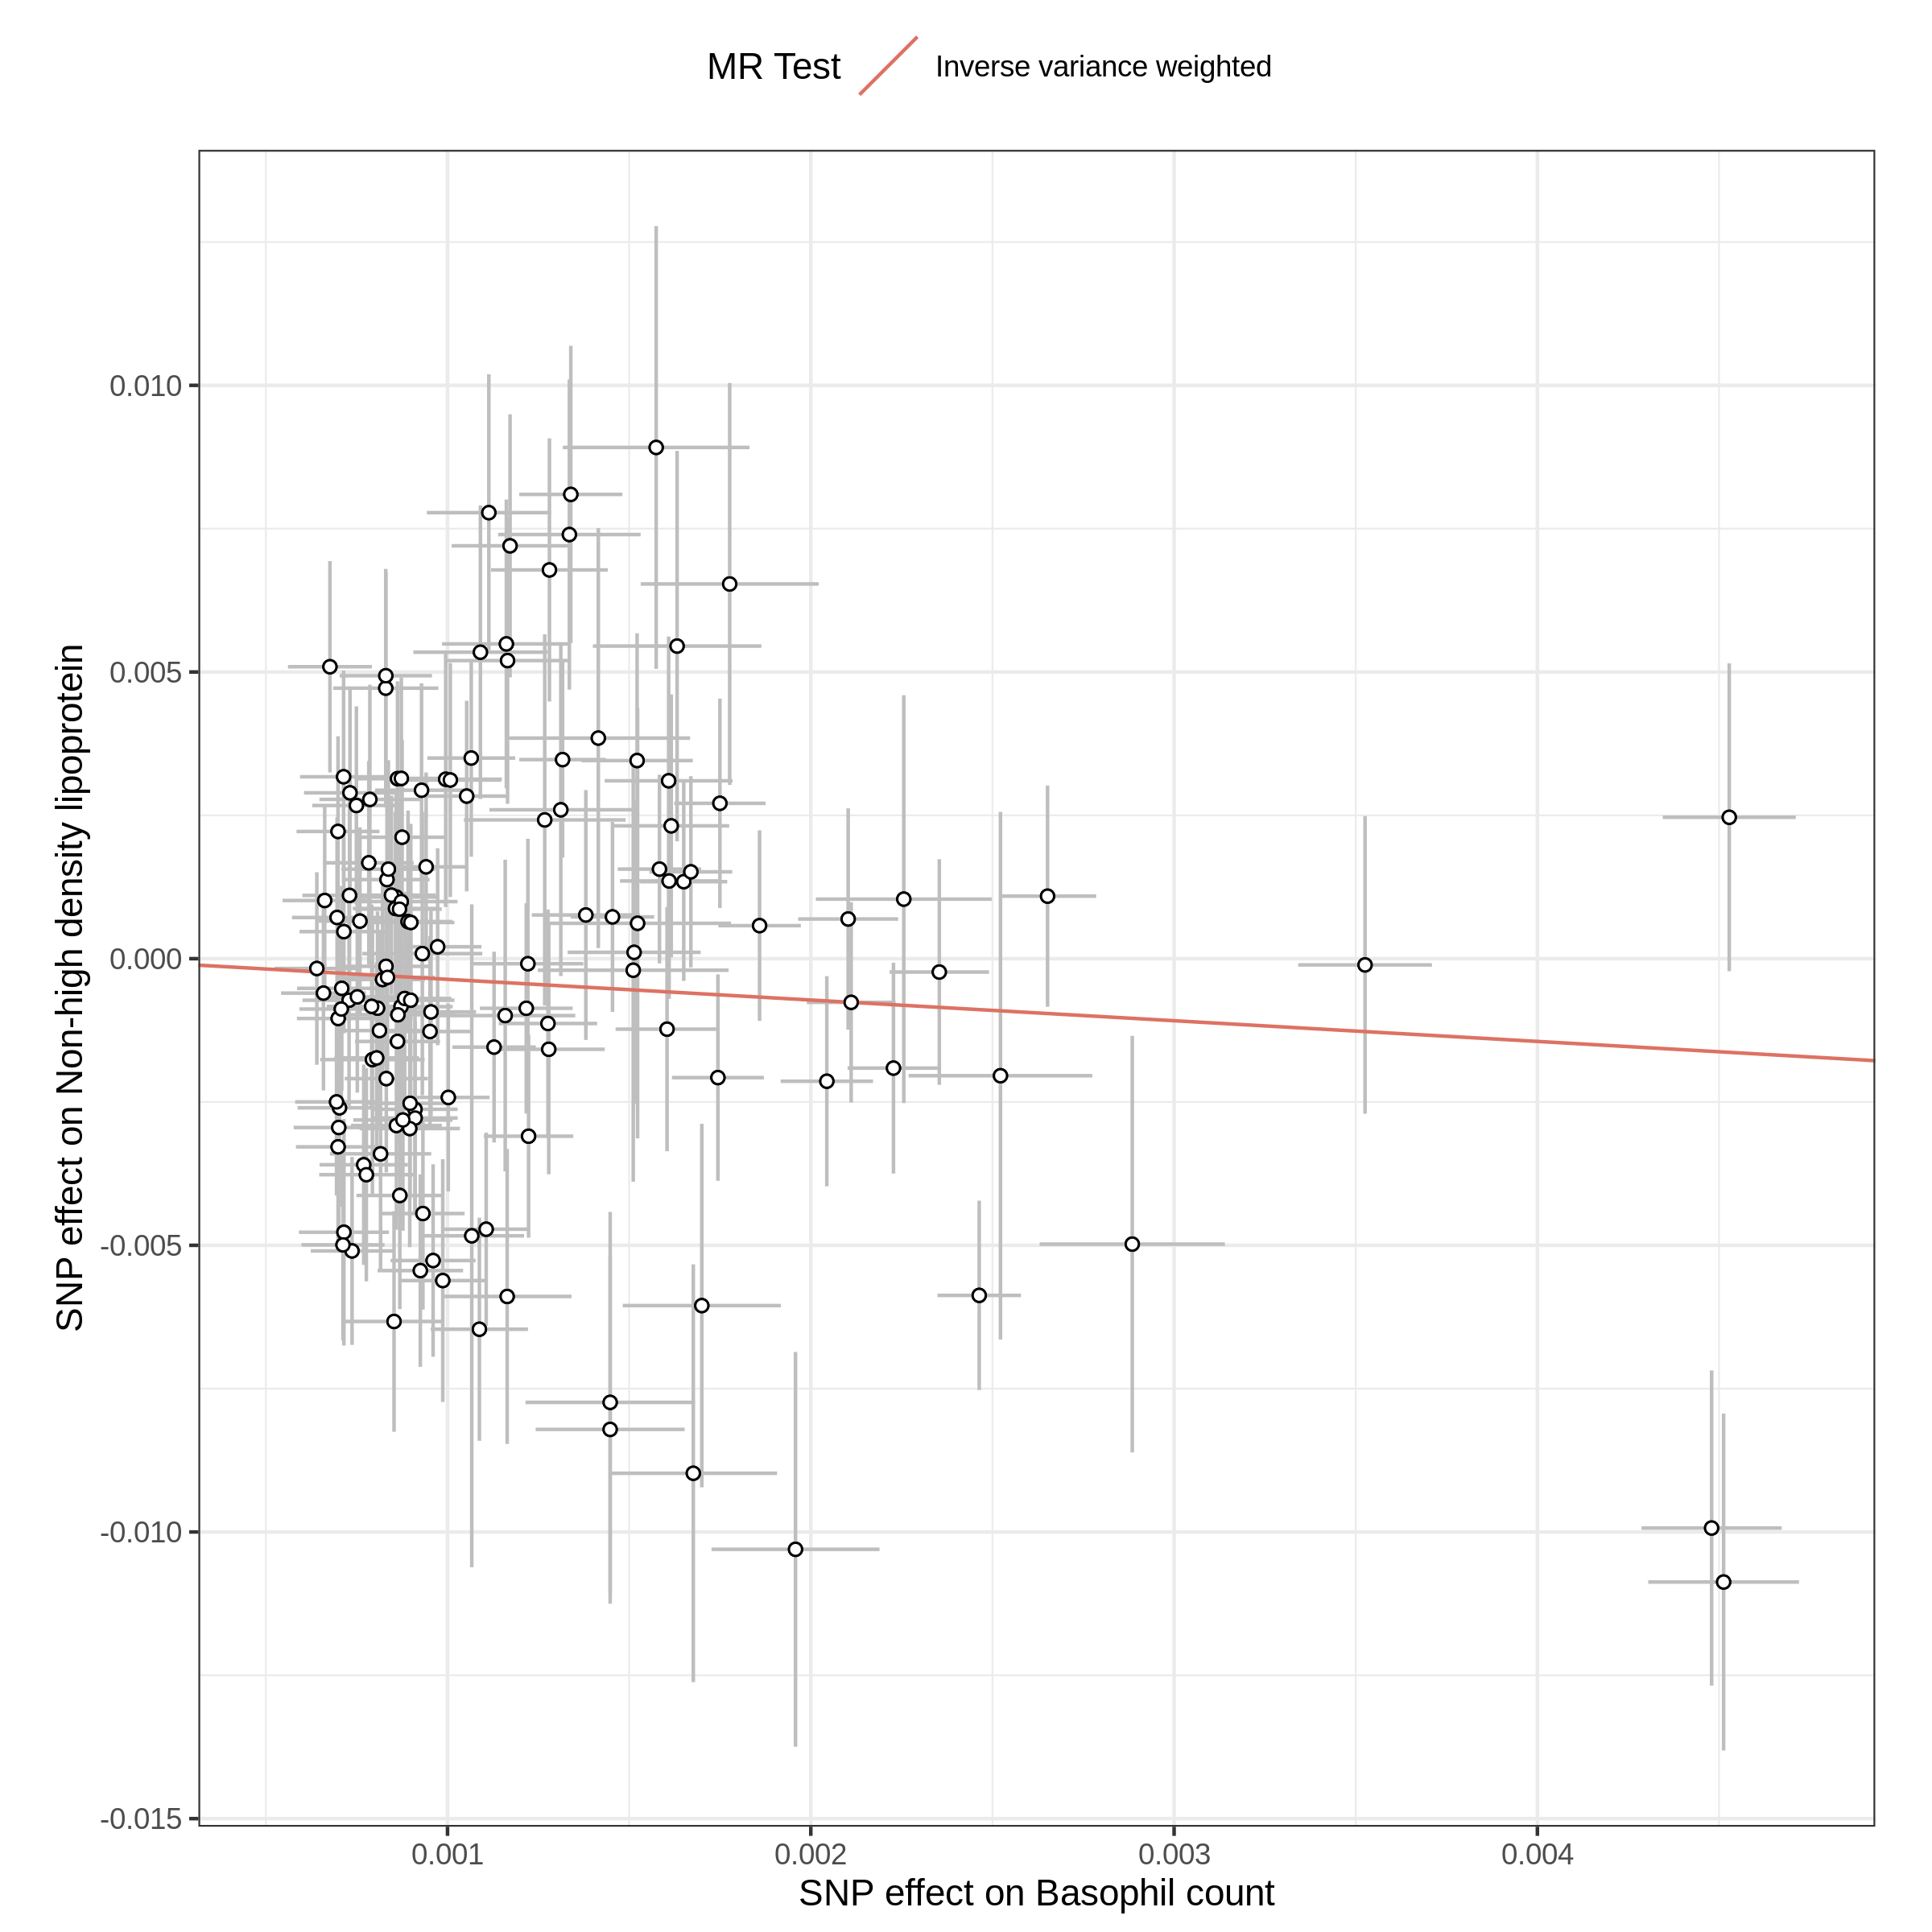 MR Test Inverse variance weighted
SNP effect on Non-high density lipoprotein
0.010
0.005
0.000
-0.005
-0.010
-0.015
0.001 0.002 0.003 0.004
SNP effect on Basophil count